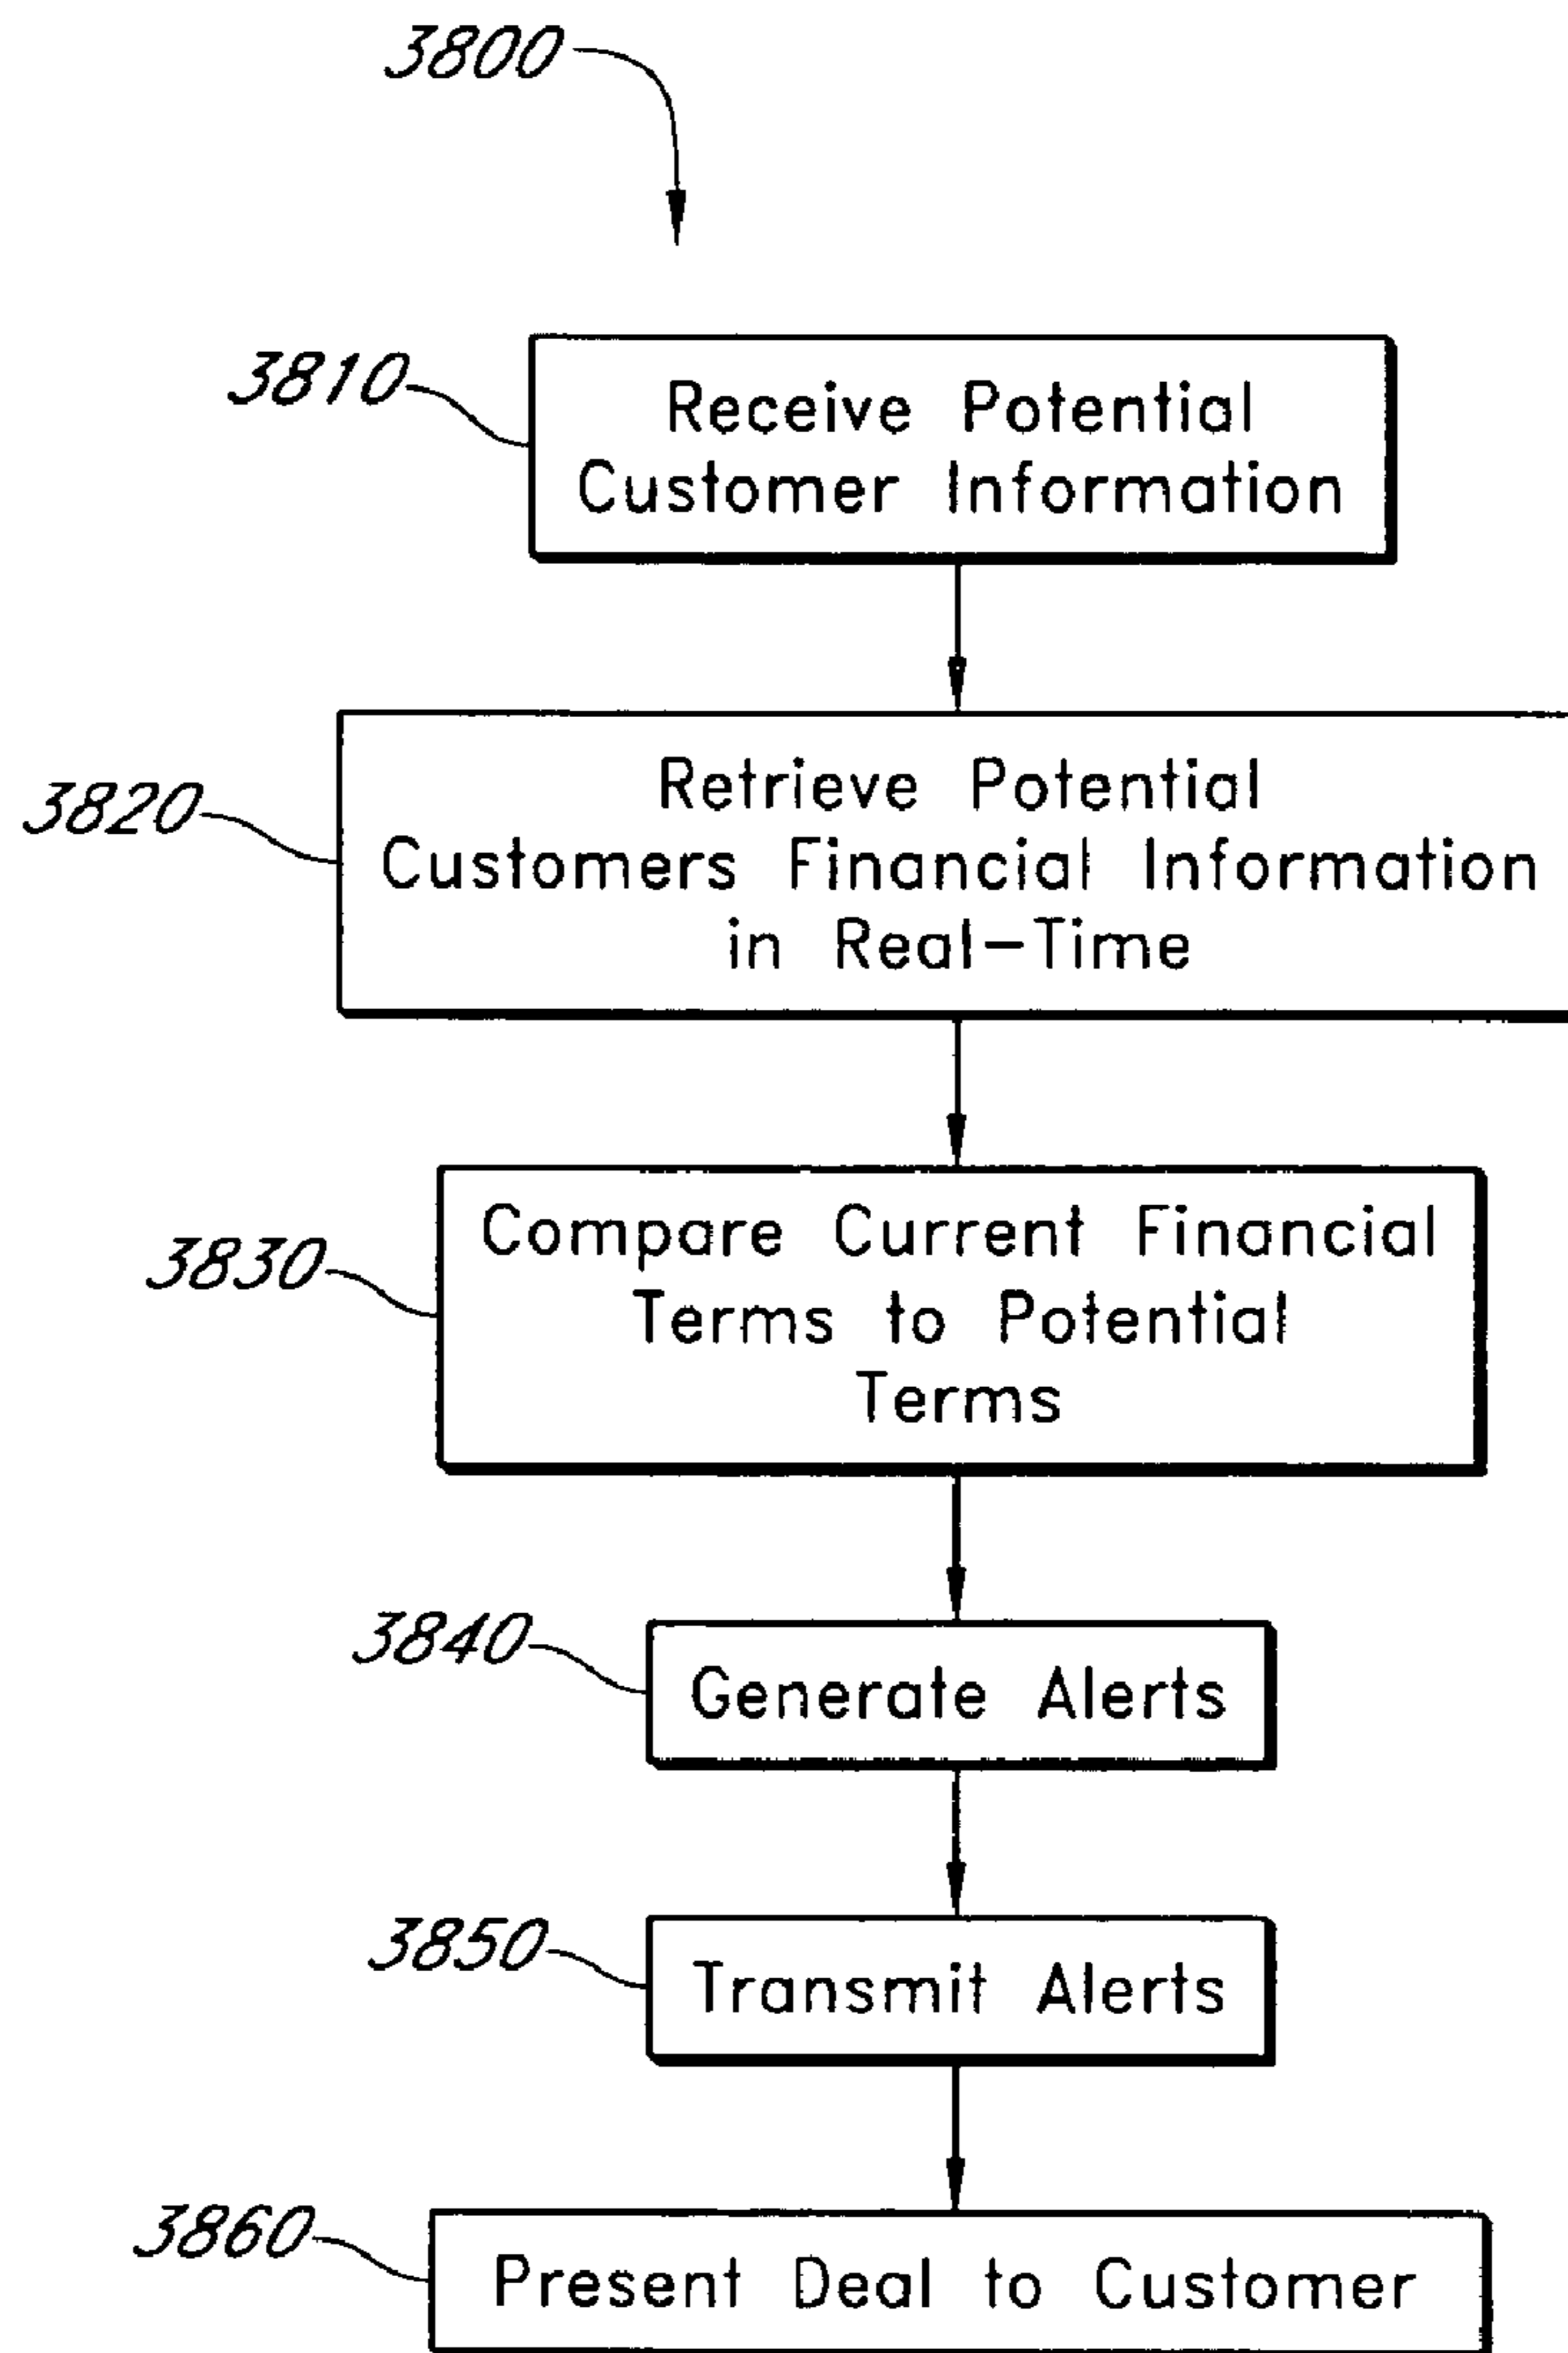 3800
3810
Receive Potential
Customer Information
3820
Retrieve Potential
Customers Financial Information
in Real-Time
3830
Compare Current Financial
Terms to Potential
Terms
3840
Generate Alerts
3850
Transmit Alerts
3860
Present Deal to Customer